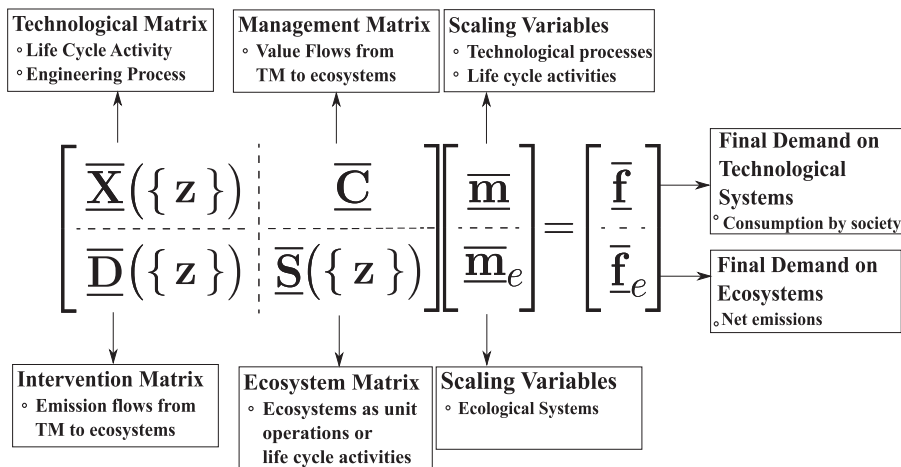 Technological Matrix
° Life Cycle Activity
° Engineering Process
Management Matrix
° Value Flows from
TM to ecosystems
Scaling Variables
° Technological processes
° Life cycle activities
X({ z }) C m = f
D({ z }) S({ z }) m_e f_e
Final Demand on
Technological
Systems
° Consumption by society
Final Demand on
Ecosystems
° Net emissions
Intervention Matrix
° Emission flows from
TM to ecosystems
Ecosystem Matrix
° Ecosystems as unit
operations or
life cycle activities
Scaling Variables
° Ecological Systems